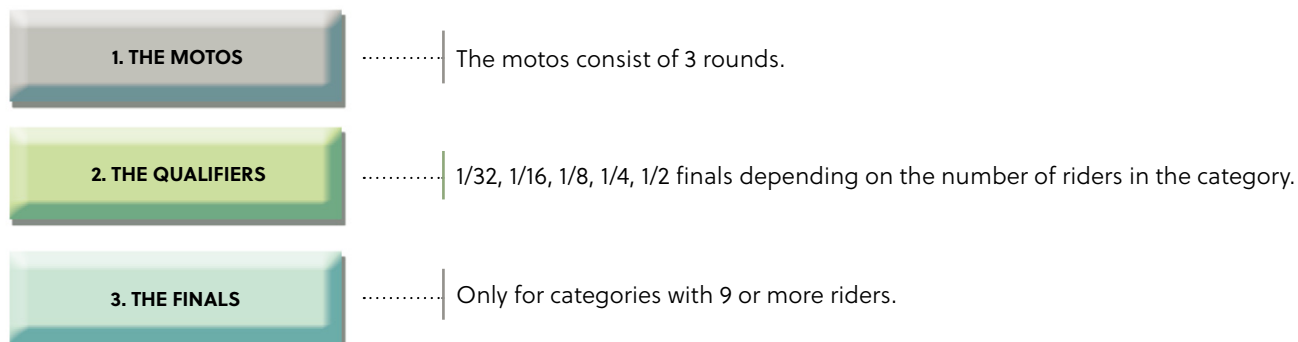 1. THE MOTOS
The motos consist of 3 rounds.
2. THE QUALIFIERS
1/32, 1/16, 1/8, 1/4, 1/2 finals depending on the number of riders in the category.
3. THE FINALS
Only for categories with 9 or more riders.